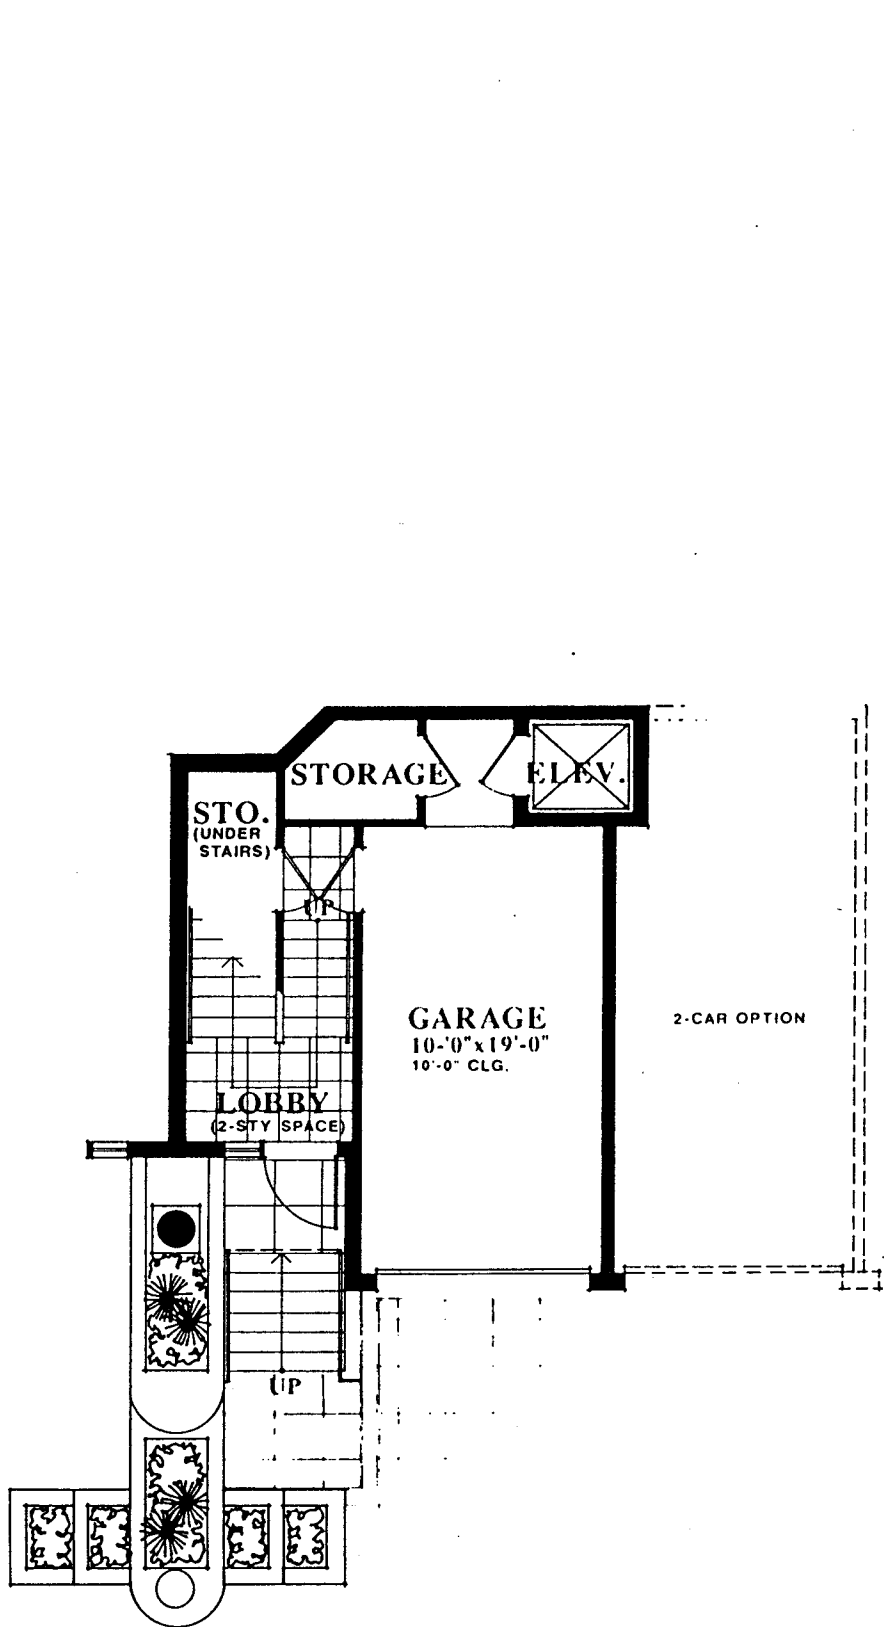 STORAGE
ELEV.
STO.
(UNDER
STAIRS)
UP
GARAGE
10-'0"x19'-0"
10'-0" CLG.
2-CAR OPTION
LOBBY
(2-STY SPACE)
UP